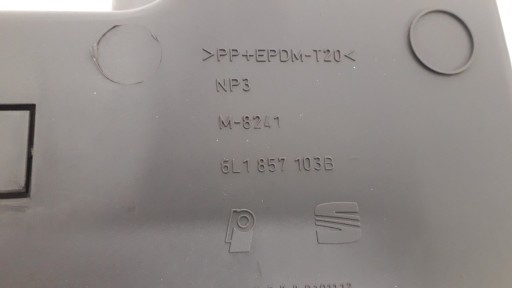 >PP+EPDM-T20<
NP3
M-8241
6L1 857 103B